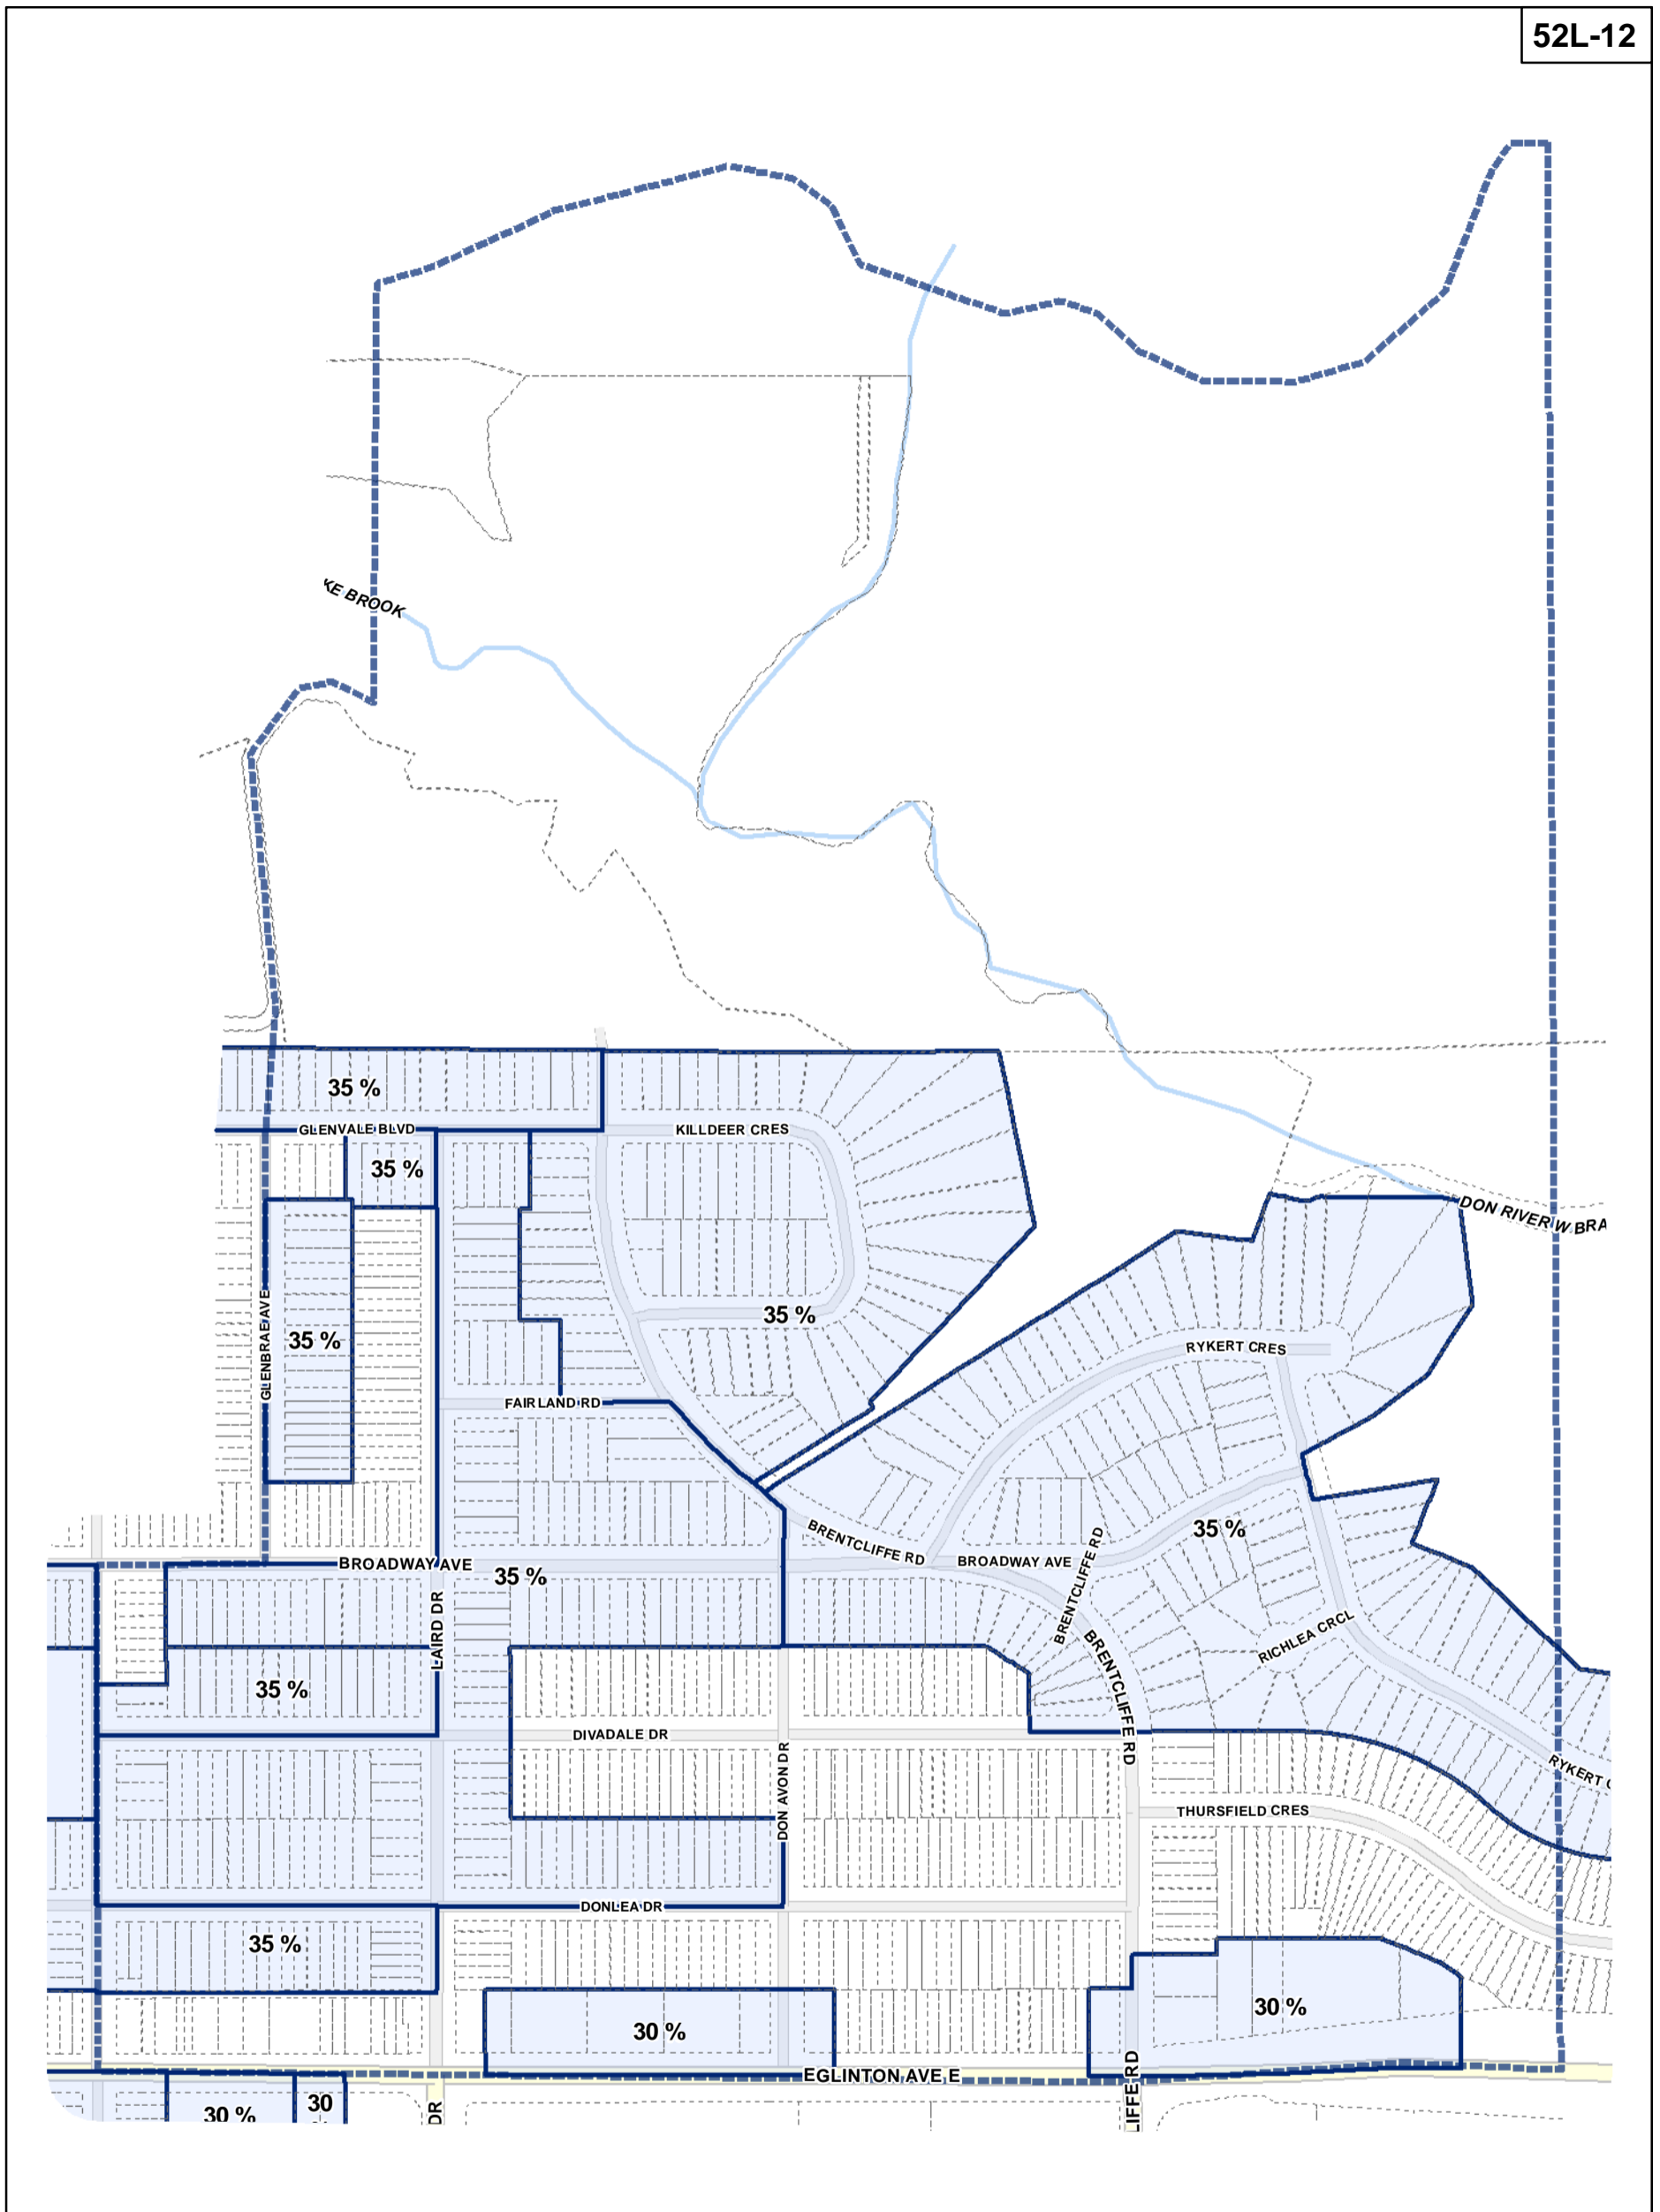 52L-12
KE BROOK
35 %
GLENVALE BLVD
KILLDEER CRES
35 %
DON RIVER W BRA
GLENBRAE AVE
35 %
35 %
RYKERT CRES
FAIRLAND RD
35 %
BRENTCLIFFE RD
BROADWAY AVE
BROADWAY AVE
35 %
BRENTCLIFFE RD
LAIRD DR
RICHLEA CRCL
BRENTCLIFFE RD
35 %
DIVADALE DR
DON AVON DR
RYKERT
THURSFIELD CRES
DONLEA DR
35 %
30 %
30 %
EGLINTON AVE E
30 %
30
DR
LIFFE RD